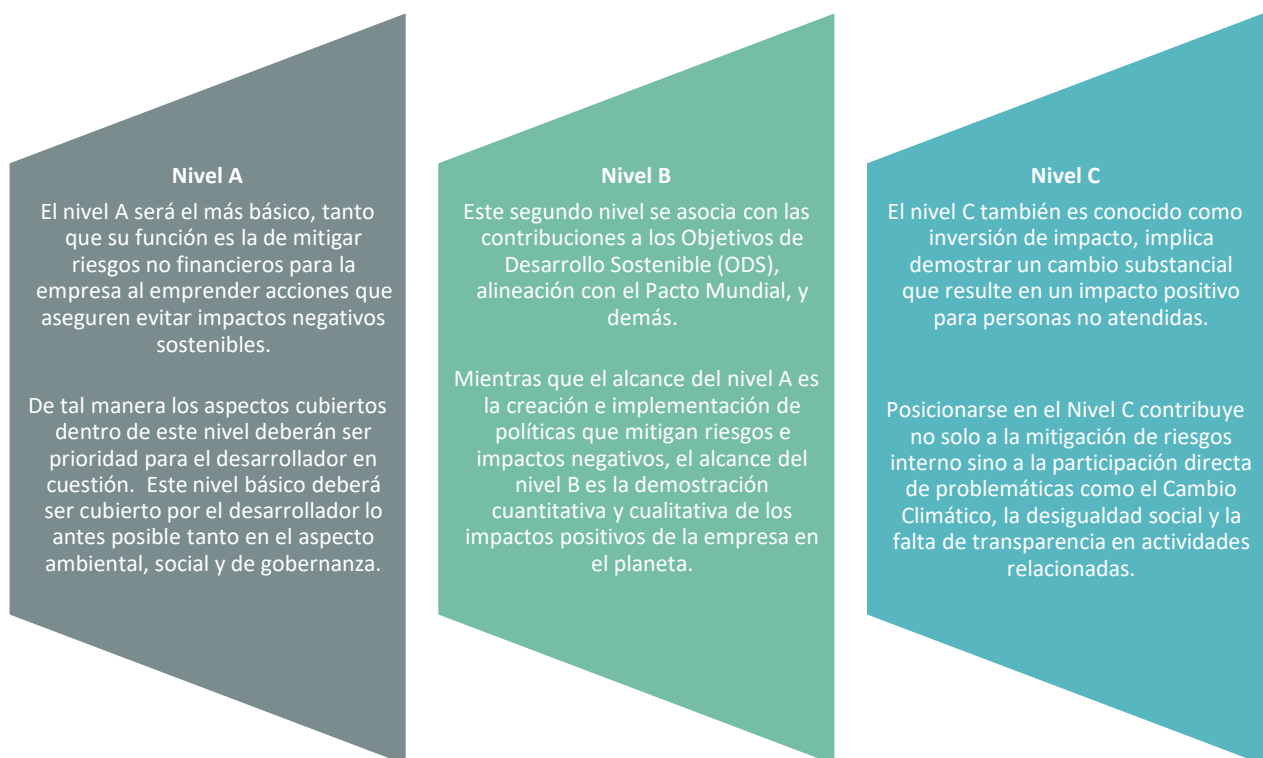 Nivel A
El nivel A será el más básico, tanto
que su función es la de mitigar
riesgos no financieros para la
empresa al emprender acciones que
aseguren evitar impactos negativos
sostenibles.
De tal manera los aspectos cubiertos
dentro de este nivel deberán ser
prioridad para el desarrollador en
cuestión.  Este nivel básico deberá
ser cubierto por el desarrollador lo
antes posible tanto en el aspecto
ambiental, social y de gobernanza.
Nivel B
Este segundo nivel se asocia con las
contribuciones a los Objetivos de
Desarrollo Sostenible (ODS),
alineación con el Pacto Mundial, y
demás.
Mientras que el alcance del nivel A es
la creación e implementación de
políticas que mitigan riesgos e
impactos negativos, el alcance del
nivel B es la demostración
cuantitativa y cualitativa de los
impactos positivos de la empresa en
el planeta.
Nivel C
El nivel C también es conocido como
inversión de impacto, implica
demostrar un cambio substancial
que resulte en un impacto positivo
para personas no atendidas.
Posicionarse en el Nivel C contribuye
no solo a la mitigación de riesgos
interno sino a la participación directa
de problemáticas como el Cambio
Climático, la desigualdad social y la
falta de transparencia en actividades
relacionadas.